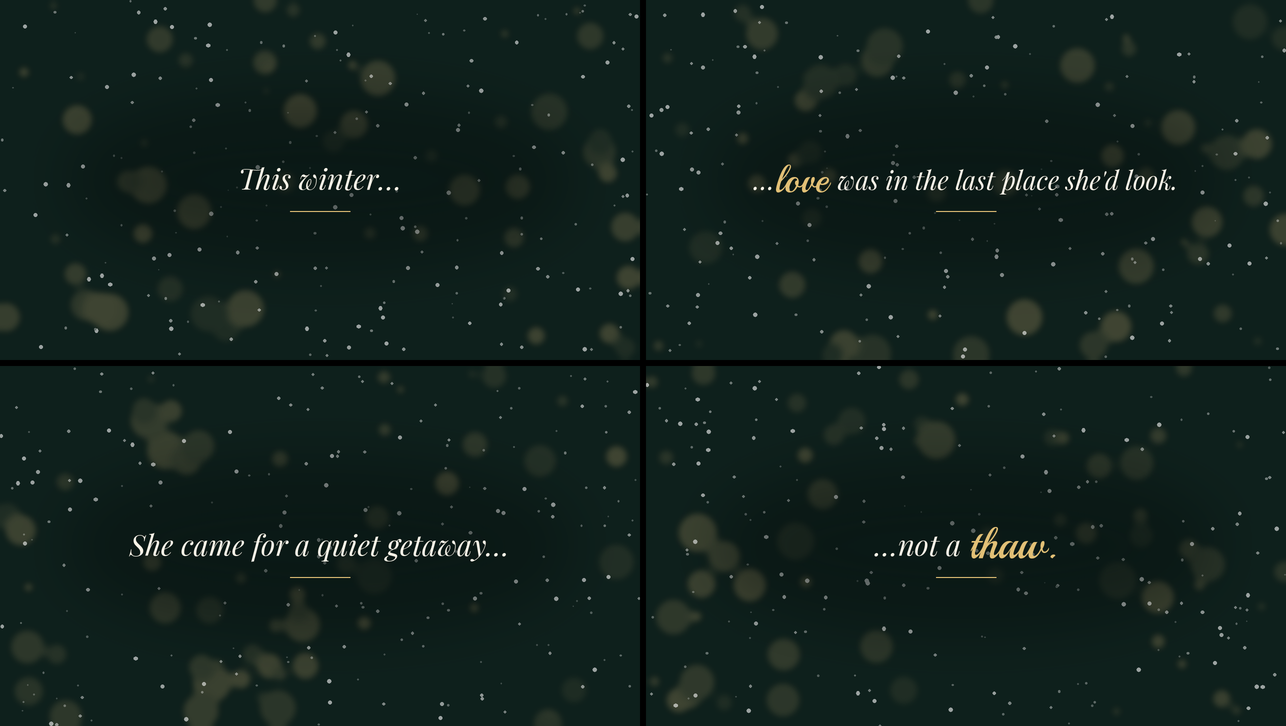 This winter...
...love was in the last place she'd look.
She came for a quiet getaway...
...not a thaw.